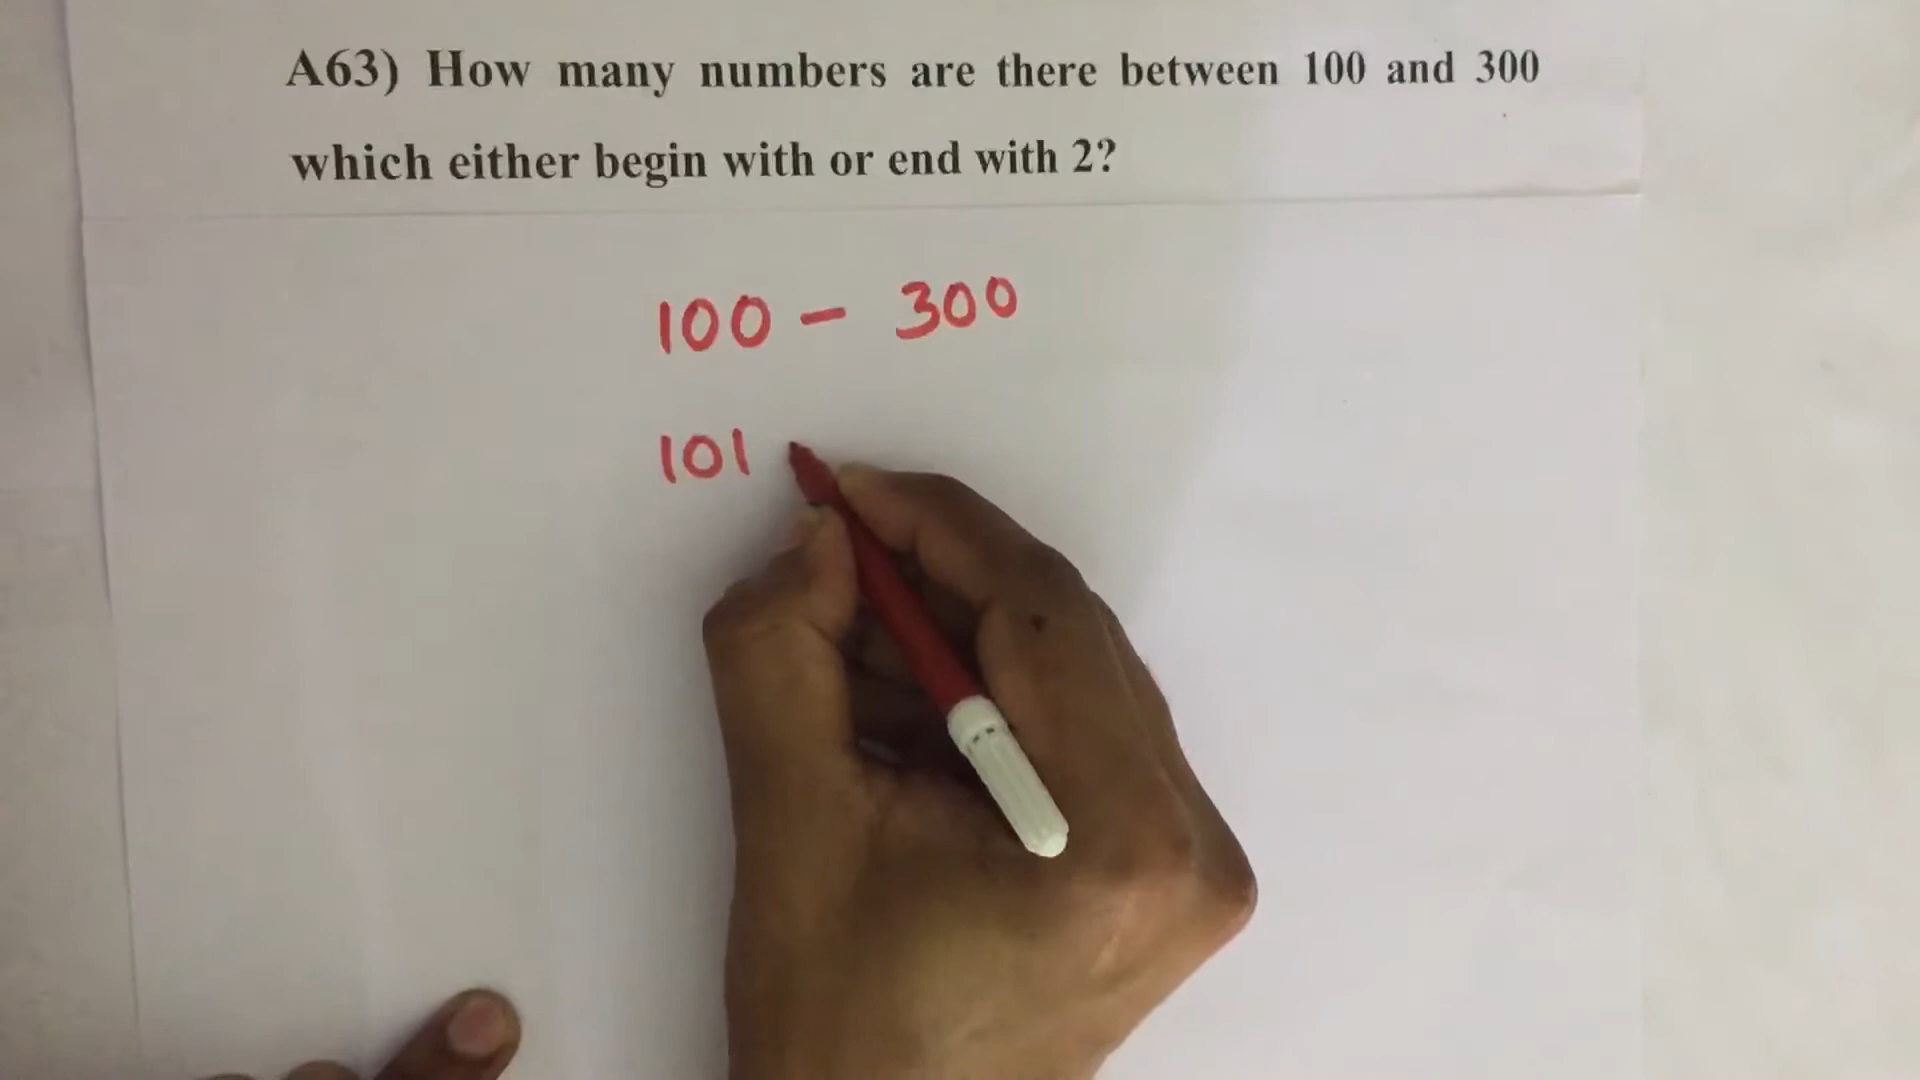 A63) How many numbers are there between 100 and 300
which either begin with or end with 2?
100 - 300
101